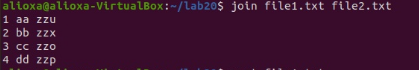 alioxa@alioxa-VirtualBox:~/lab20$ join file1.txt file2.txt
1 aa zzu
2 bb zzx
3 cc zzo
4 dd zzp